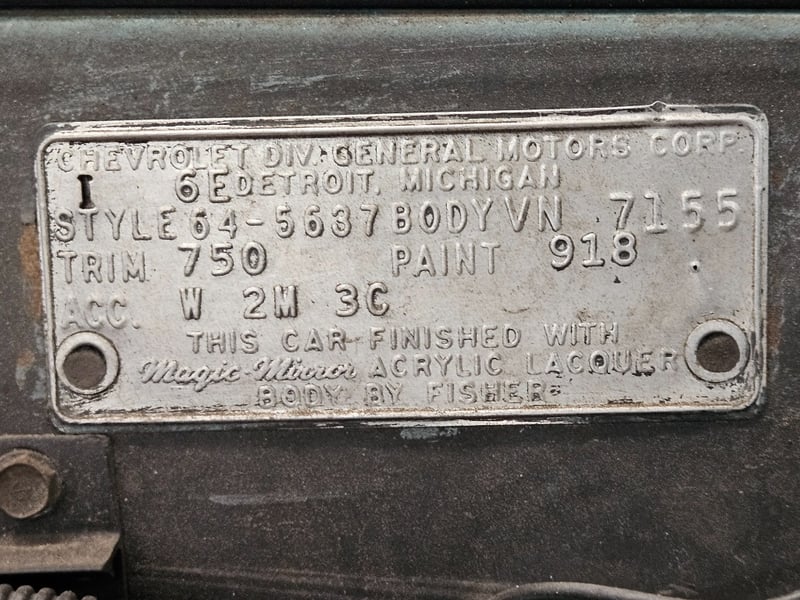 CHEVROLET DIV. GENERAL MOTORS CORP
I 6E DETROIT, MICHIGAN
STYLE 64-5637 BODY VN 7155
TRIM 750 PAINT 918
ACC. W 2M 3C
THIS CAR FINISHED WITH
Magic-Mirror ACRYLIC LACQUER
BODY BY FISHER